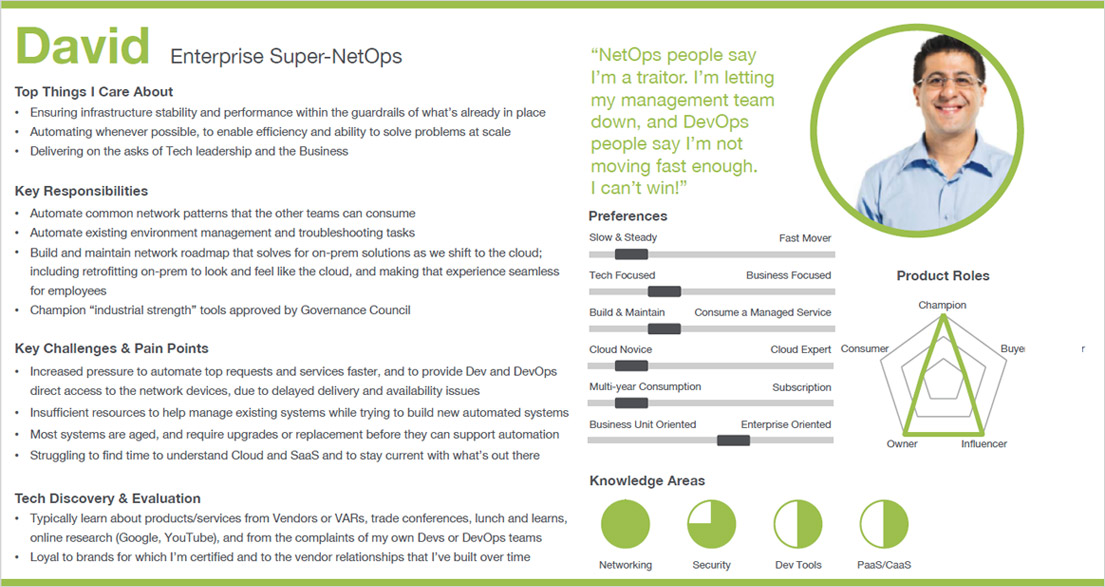 David Enterprise Super-NetOps
Top Things I Care About
• Ensuring infrastructure stability and performance within the guardrails of what’s already in place
• Automating whenever possible, to enable efficiency and ability to solve problems at scale
• Delivering on the asks of Tech leadership and the Business
Key Responsibilities
• Automate common network patterns that the other teams can consume
• Automate existing environment management and troubleshooting tasks
• Build and maintain network roadmap that solves for on-prem solutions as we shift to the cloud;
including retrofitting on-prem to look and feel like the cloud, and making that experience seamless
for employees
• Champion “industrial strength” tools approved by Governance Council
Key Challenges & Pain Points
• Increased pressure to automate top requests and services faster, and to provide Dev and DevOps
direct access to the network devices, due to delayed delivery and availability issues
• Insufficient resources to help manage existing systems while trying to build new automated systems
• Most systems are aged, and require upgrades or replacement before they can support automation
• Struggling to find time to understand Cloud and SaaS and to stay current with what’s out there
Tech Discovery & Evaluation
• Typically learn about products/services from Vendors or VARs, trade conferences, lunch and learns,
online research (Google, YouTube), and from the complaints of my own Devs or DevOps teams
• Loyal to brands for which I’m certified and to the vendor relationships that I’ve built over time
“NetOps people say
I’m a traitor. I’m letting
my management team
down, and DevOps
people say I’m not
moving fast enough.
I can’t win!”
Preferences
Slow & Steady Fast Mover
Tech Focused Business Focused
Build & Maintain Consume a Managed Service
Cloud Novice Cloud Expert
Multi-year Consumption Subscription
Business Unit Oriented Enterprise Oriented
Knowledge Areas
Networking Security Dev Tools PaaS/CaaS
Product Roles
Champion
Consumer Buye r
Owner Influencer